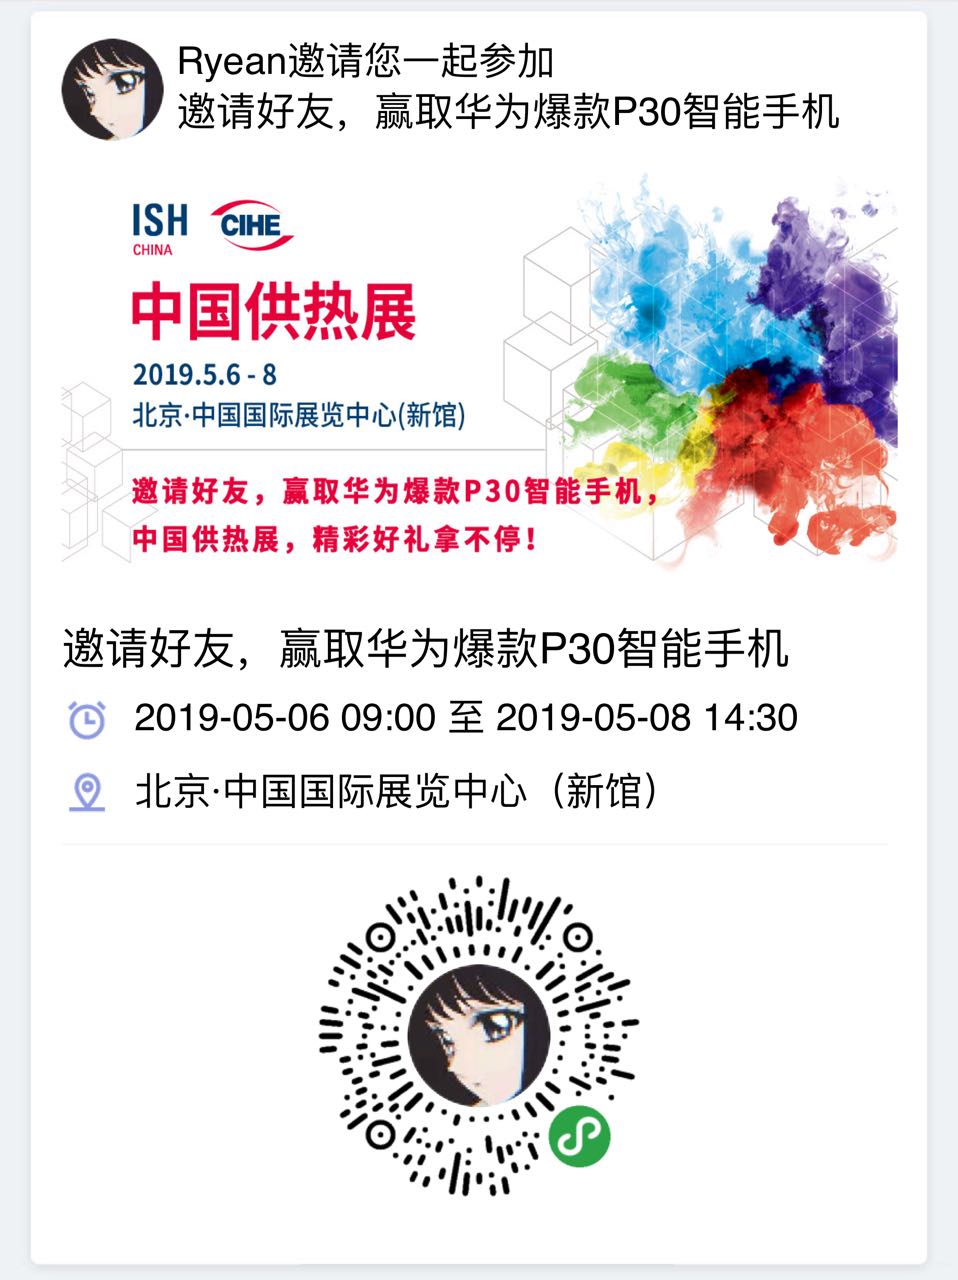 Ryean邀请您一起参加
邀请好友，赢取华为爆款P30智能手机
ISH
CHINA
CIHE
中国供热展
2019.5.6 - 8
北京·中国国际展览中心(新馆)
邀请好友，赢取华为爆款P30智能手机，
中国供热展，精彩好礼拿不停！
邀请好友，赢取华为爆款P30智能手机
2019-05-06 09:00 至 2019-05-08 14:30
北京·中国国际展览中心（新馆）